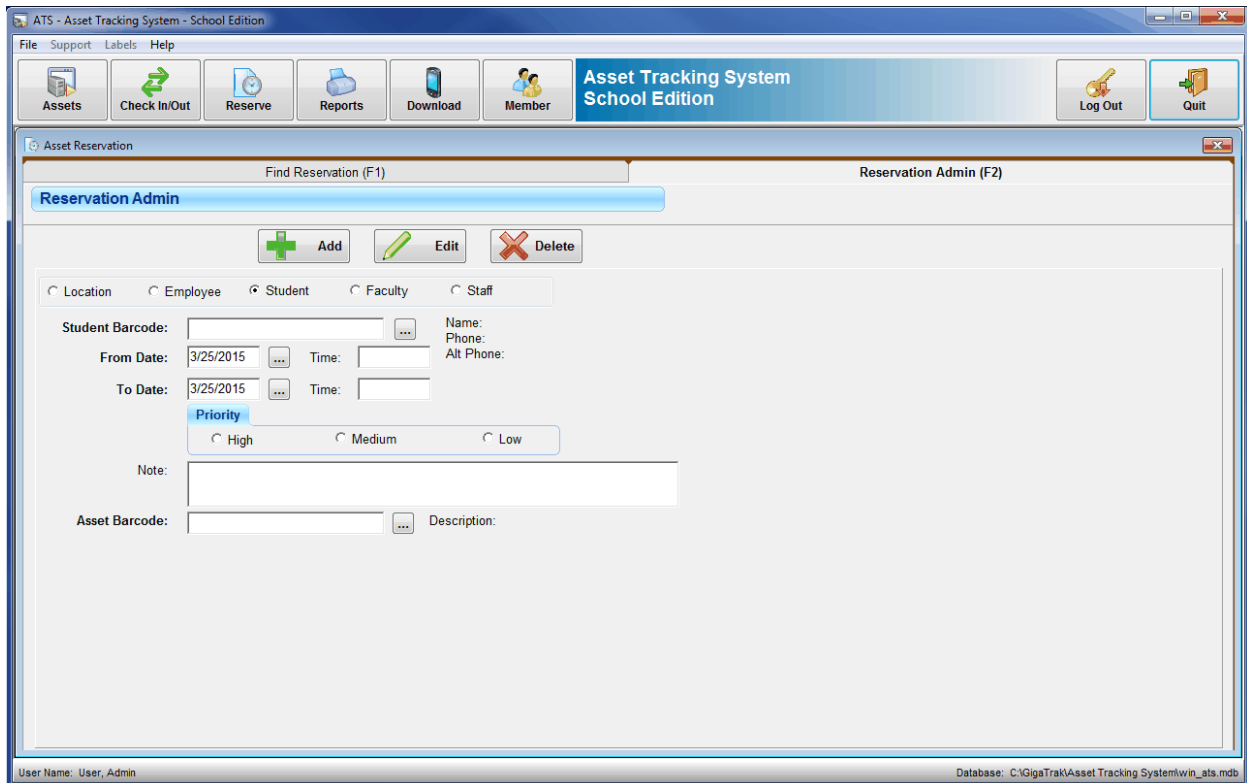 ATS - Asset Tracking System - School Edition
File Support Labels Help
Assets Check In/Out Reserve Reports Download Member
Asset Tracking System
School Edition
Log Out Quit
Asset Reservation
Find Reservation (F1) Reservation Admin (F2)
Reservation Admin
Add Edit Delete
Location Employee Student Faculty Staff
Student Barcode: ... Name:
Phone:
From Date: 3/25/2015 ... Time: Alt Phone:
To Date: 3/25/2015 ... Time:
Priority
High Medium Low
Note:
Asset Barcode: ... Description:
User Name: User, Admin Database: C:\GigaTrak\Asset Tracking System\win_ats.mdb